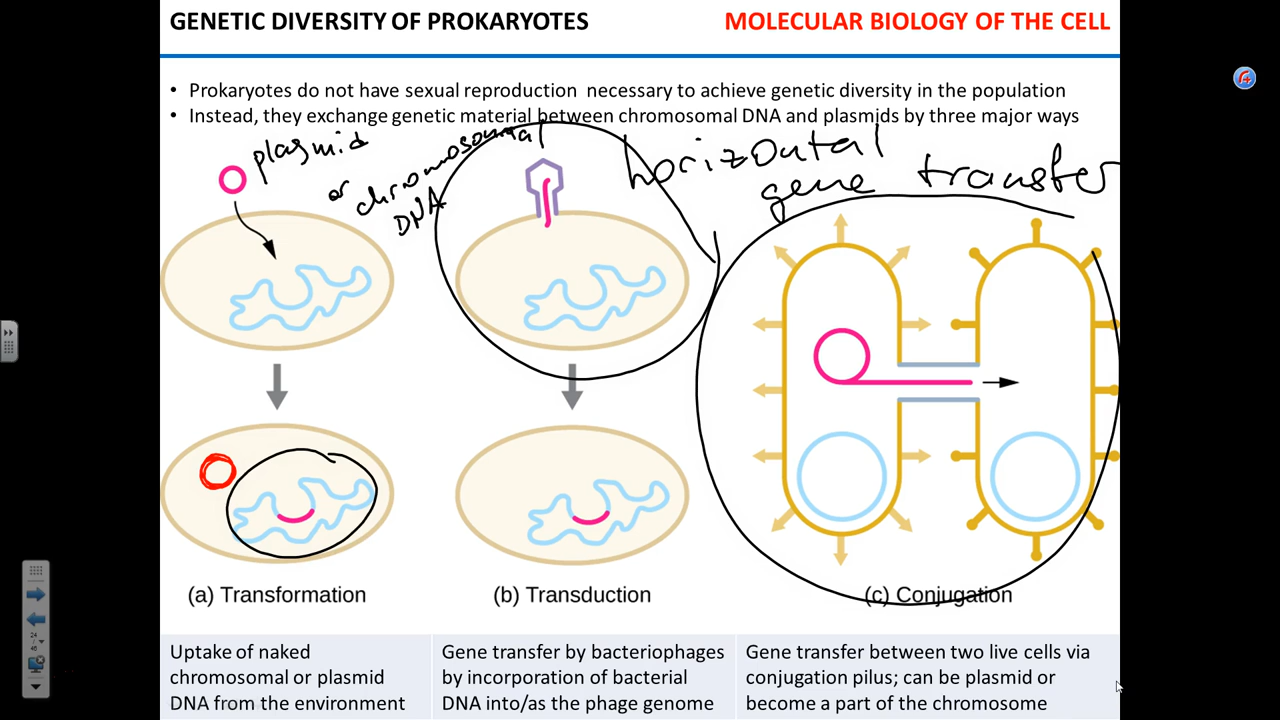 GENETIC DIVERSITY OF PROKARYOTES
MOLECULAR BIOLOGY OF THE CELL
• Prokaryotes do not have sexual reproduction necessary to achieve genetic diversity in the population
• Instead, they exchange genetic material between chromosomal DNA and plasmids by three major ways
plasmid
or chromosomal
DNA
horizontal
gene transfer
(a) Transformation
(b) Transduction
(c) Conjugation
Uptake of naked
chromosomal or plasmid
DNA from the environment
Gene transfer by bacteriophages
by incorporation of bacterial
DNA into/as the phage genome
Gene transfer between two live cells via
conjugation pilus; can be plasmid or
become a part of the chromosome
24
/
46